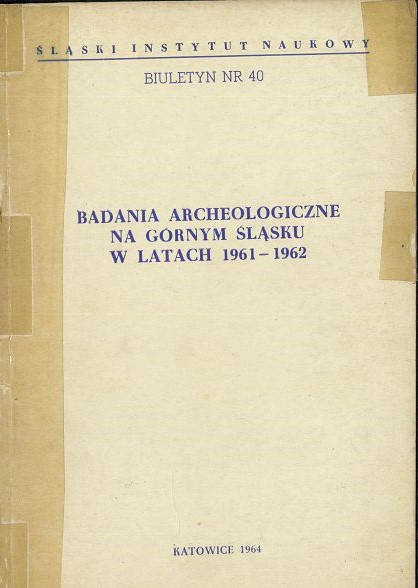 ŚLĄSKI INSTYTUT NAUKOWY
BIULETYN NR 40
BADANIA ARCHEOLOGICZNE
NA GÓRNYM ŚLĄSKU
W LATACH 1961–1962
KATOWICE 1964